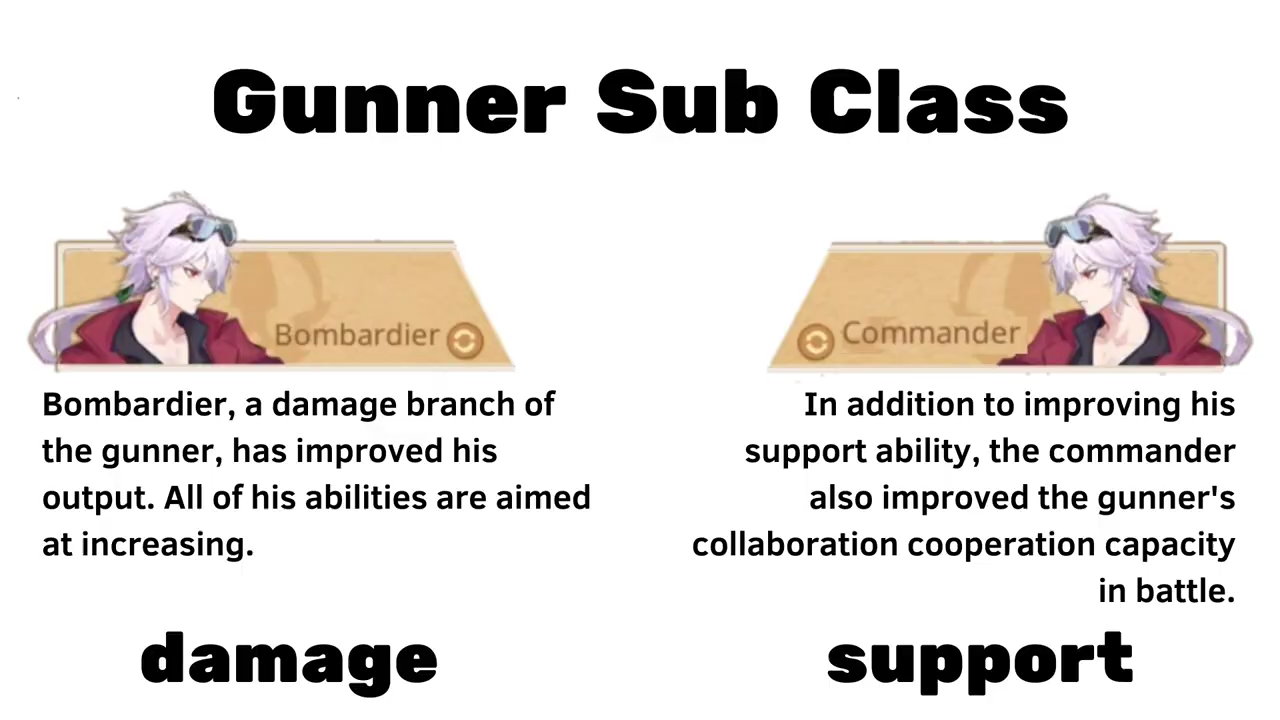 Gunner Sub Class
Bombardier
Bombardier, a damage branch of
the gunner, has improved his
output. All of his abilities are aimed
at increasing.
damage
Commander
In addition to improving his
support ability, the commander
also improved the gunner's
collaboration cooperation capacity
in battle.
support